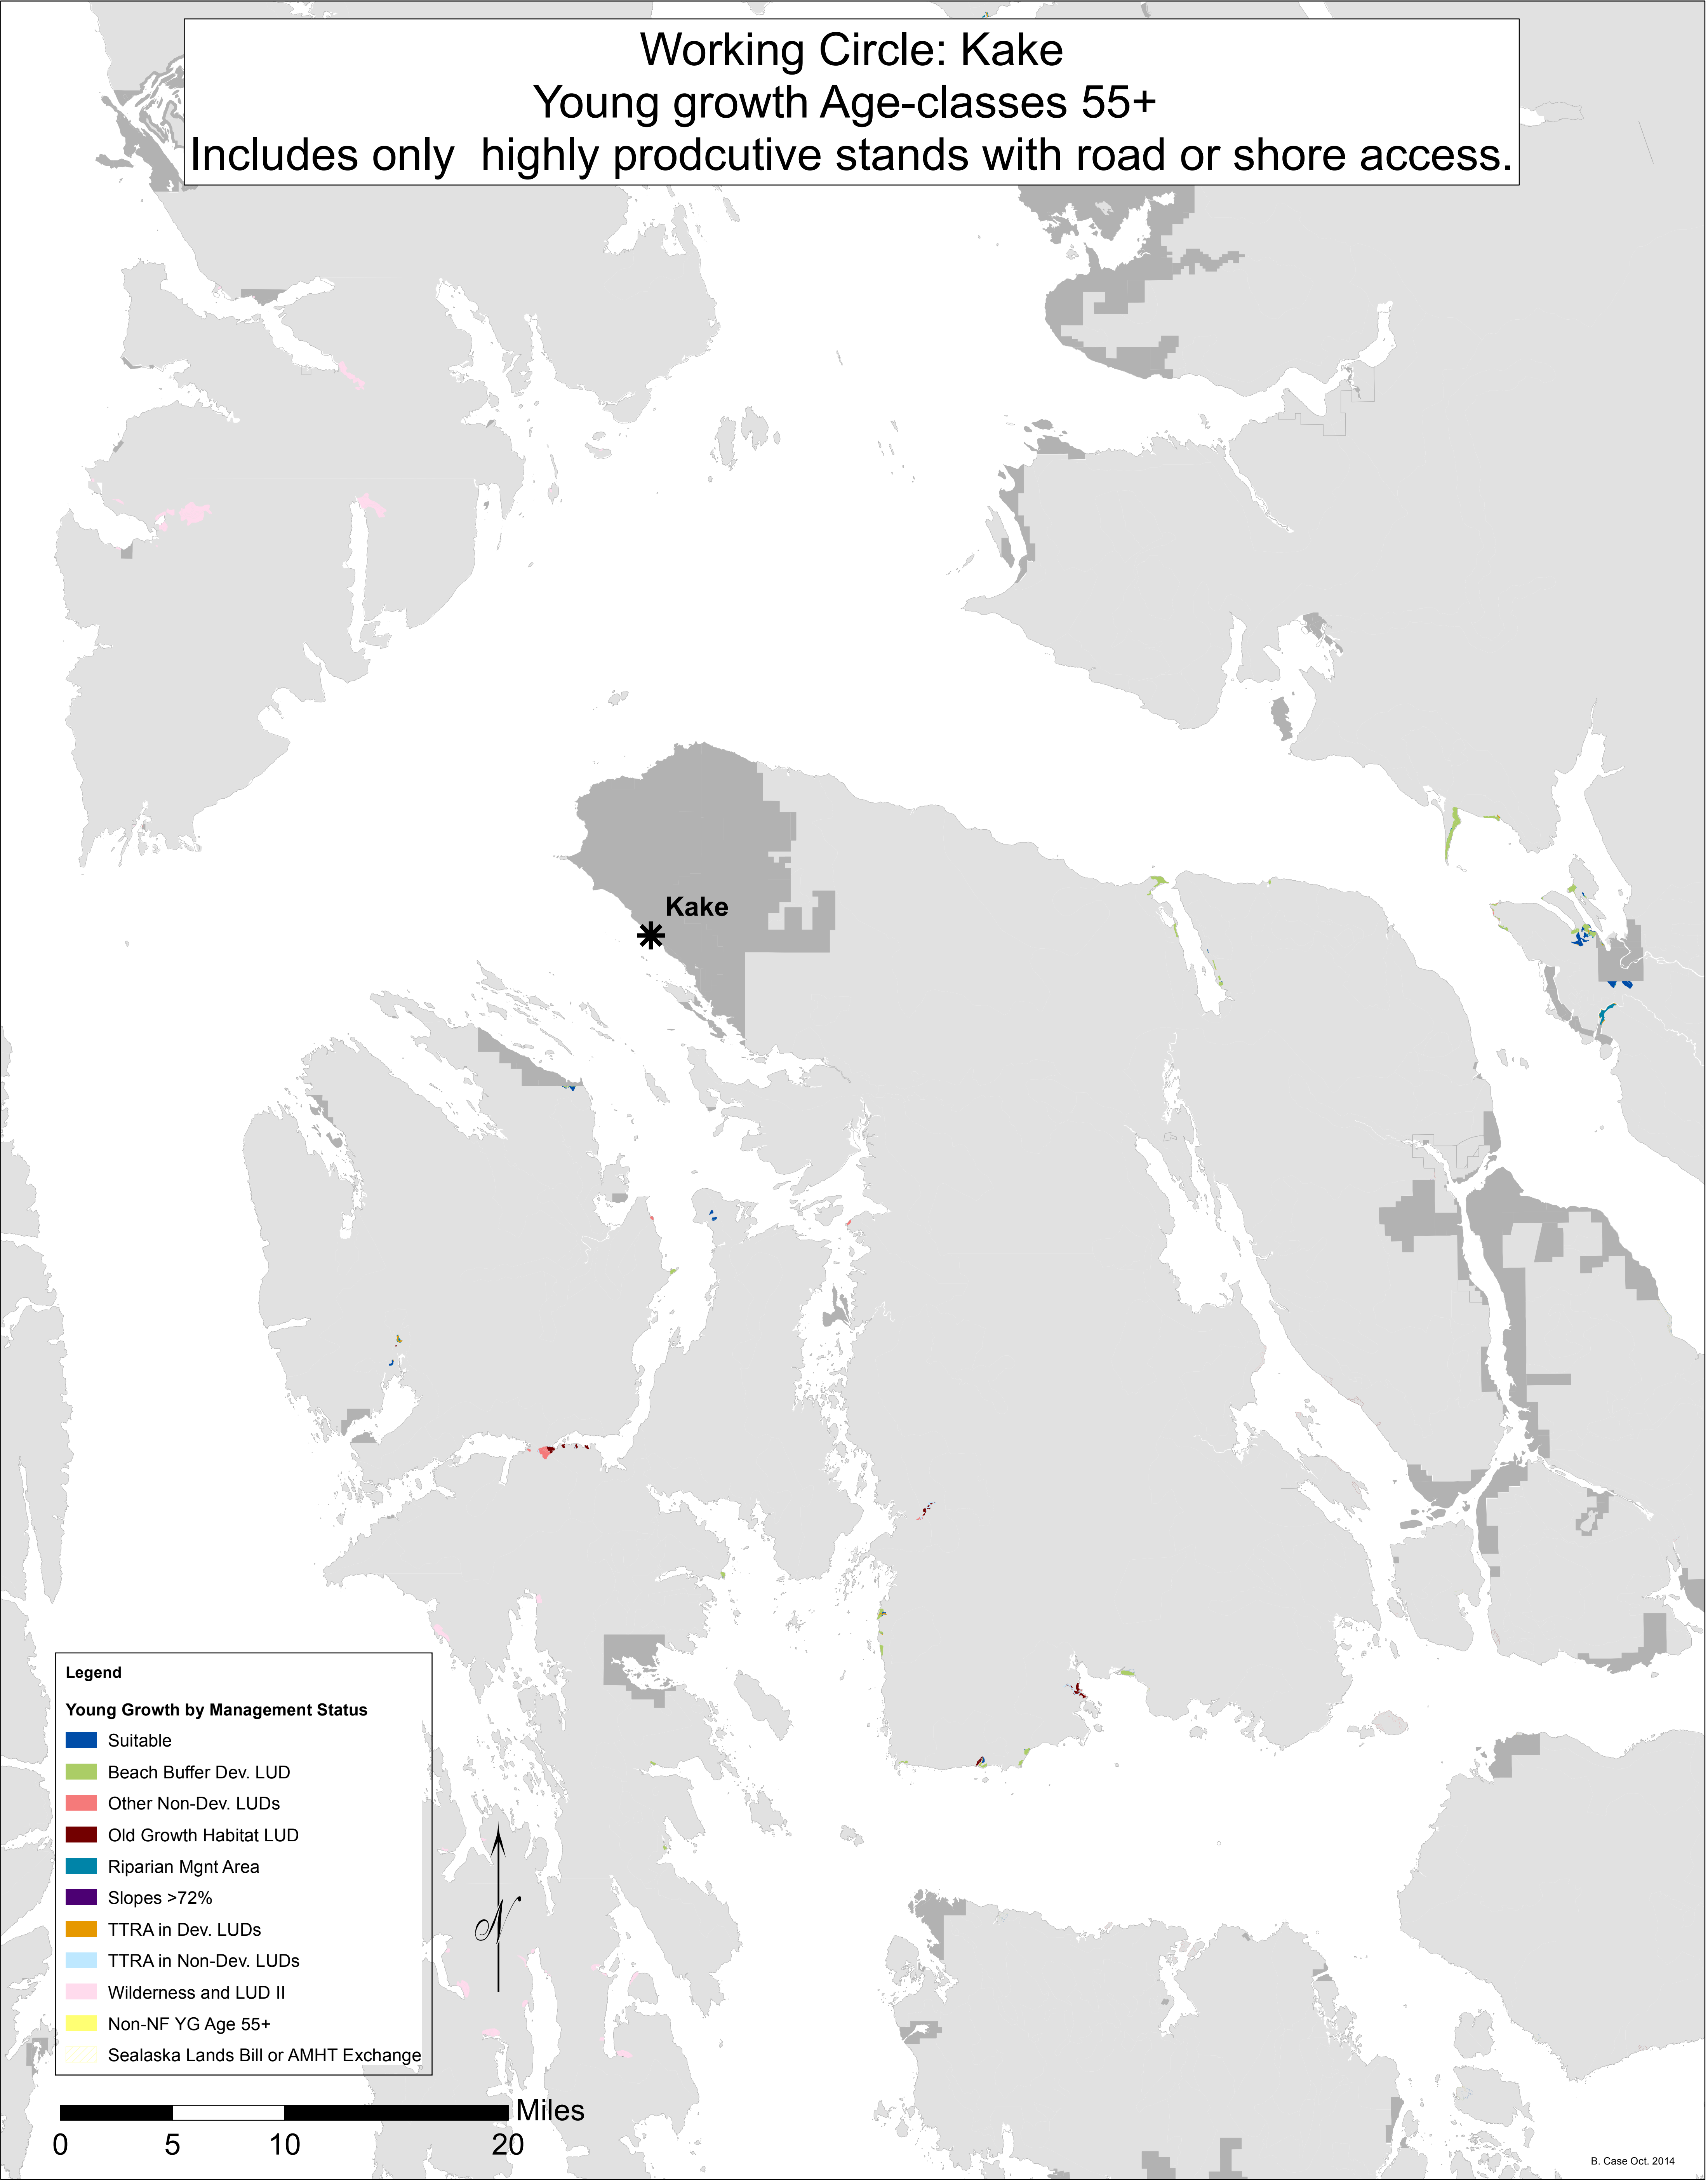 Working Circle: Kake
Young growth Age-classes 55+
Includes only  highly prodcutive stands with road or shore access.
Kake
Legend
Young Growth by Management Status
Suitable
Beach Buffer Dev. LUD
Other Non-Dev. LUDs
Old Growth Habitat LUD
Riparian Mgnt Area
Slopes >72%
TTRA in Dev. LUDs
TTRA in Non-Dev. LUDs
Wilderness and LUD II
Non-NF YG Age 55+
Sealaska Lands Bill or AMHT Exchange
N
Miles
0 5 10 20
B. Case Oct. 2014